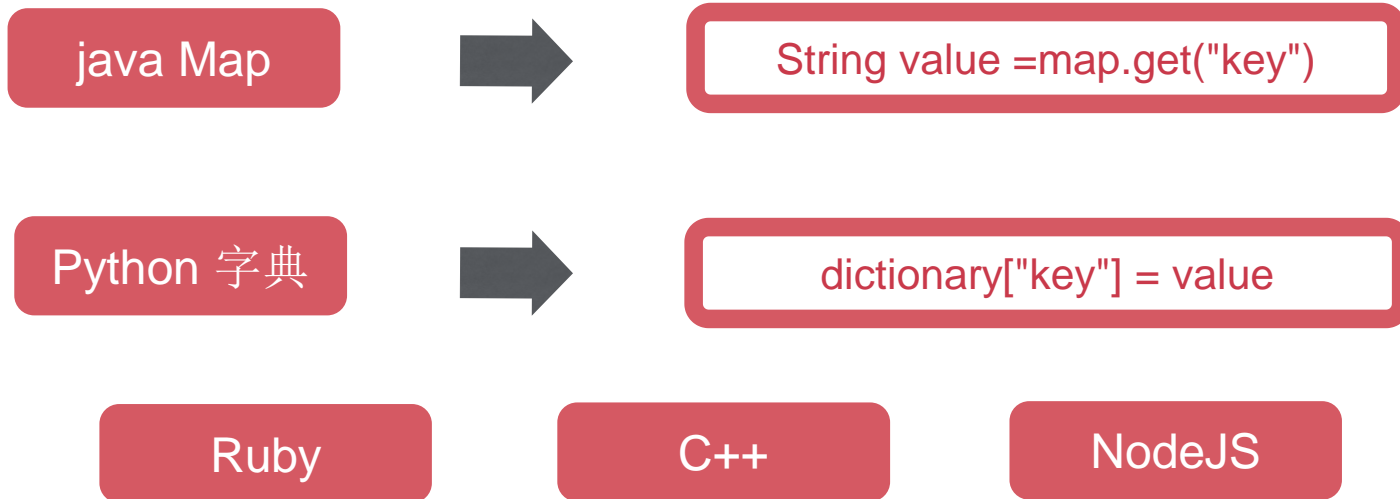 java Map
String value =map.get("key")
Python 字典
dictionary["key"] = value
Ruby
C++
NodeJS